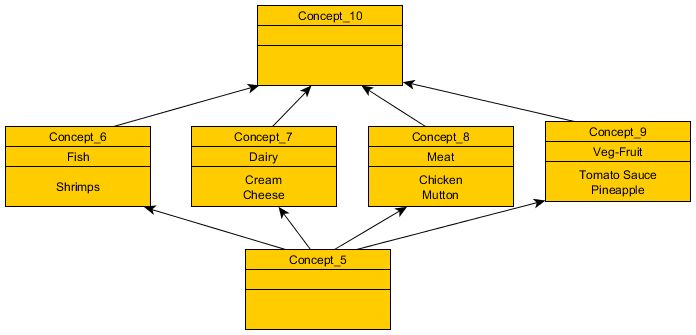 Concept_10
Concept_6
Fish
Shrimps
Concept_7
Dairy
Cream
Cheese
Concept_8
Meat
Chicken
Mutton
Concept_9
Veg-Fruit
Tomato Sauce
Pineapple
Concept_5